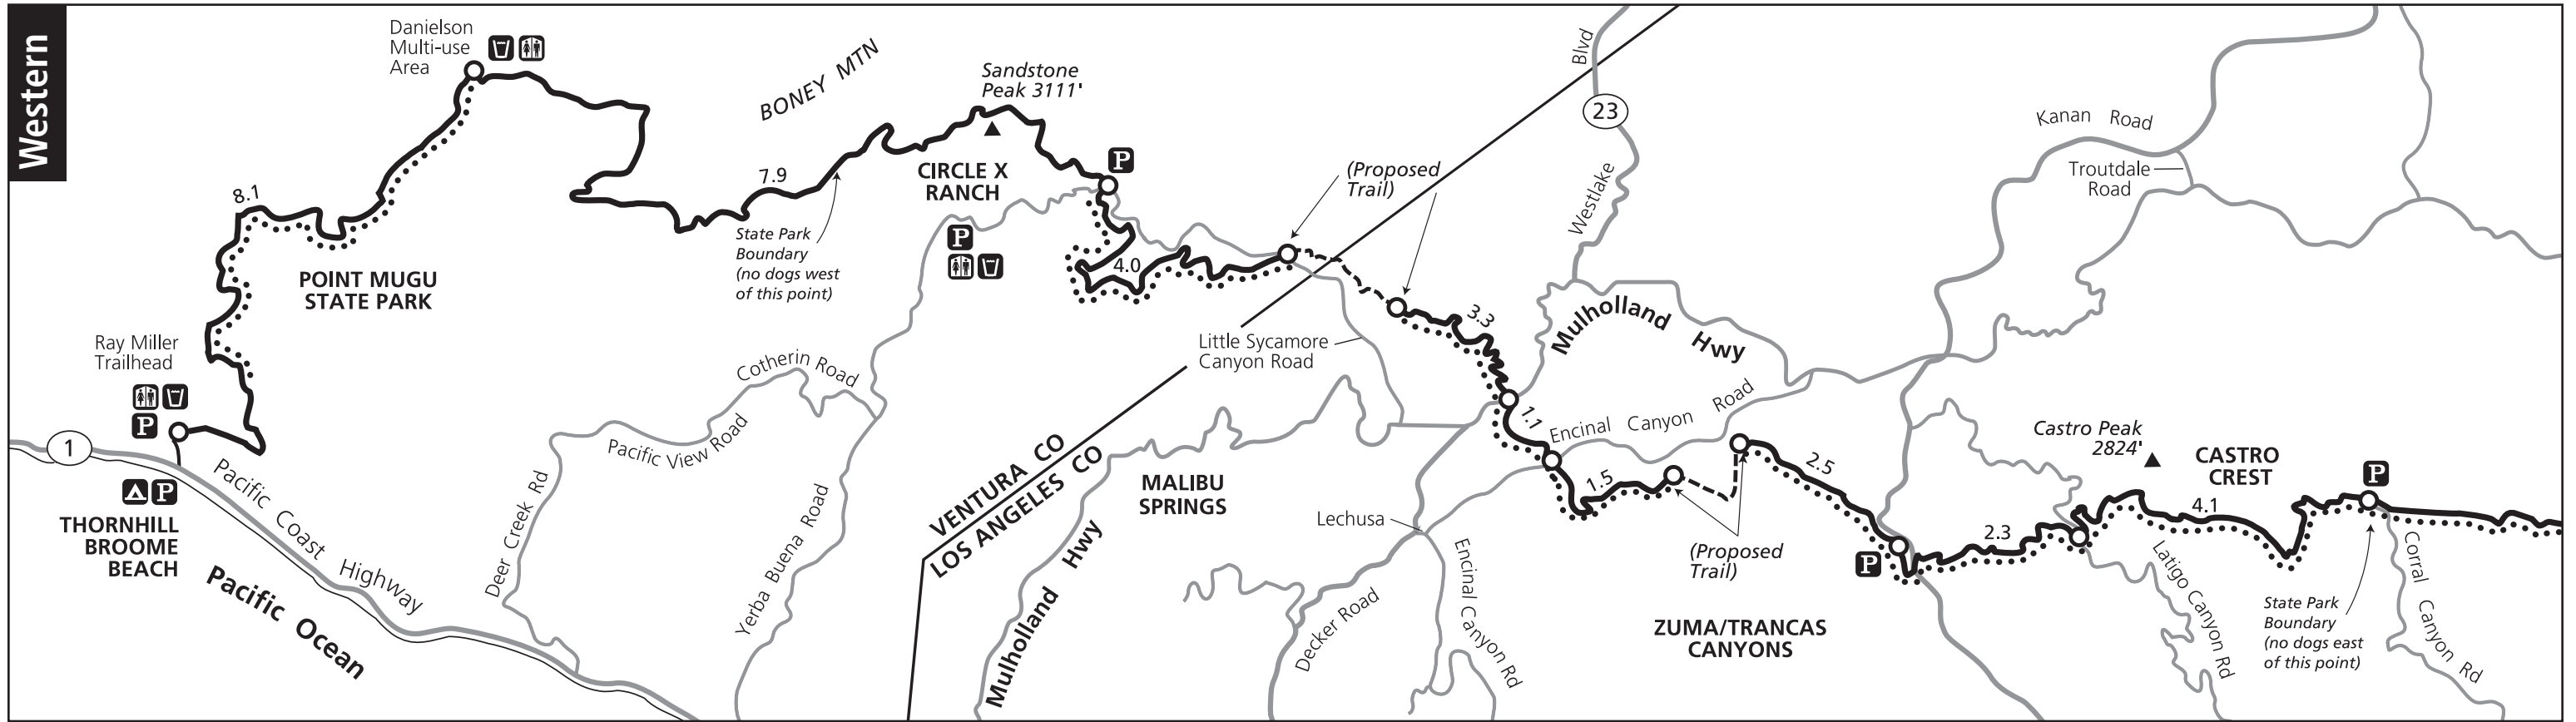 Western
Danielson
Multi-use
Area
BONEY MTN
Sandstone
Peak 3111'
CIRCLE X
RANCH
P
7.9
8.1
State Park
Boundary
(no dogs west
of this point)
P
4.0
POINT MUGU
STATE PARK
Ray Miller
Trailhead
P
1
P
THORNHILL
BROOME
BEACH
Pacific Coast Highway
Pacific Ocean
Deer Creek Rd
Pacific View Road
Cotherin Road
Yerba Buena Road
(Proposed
Trail)
Little Sycamore
Canyon Road
VENTURA CO
LOS ANGELES CO
Mulholland Hwy
MALIBU
SPRINGS
Blvd
23
Westlake
3.3
Mulholland Hwy
1.1
Encinal Canyon Road
1.5
Lechusa
Decker Road
Encinal Canyon Rd
(Proposed
Trail)
2.5
P
ZUMA/TRANCAS
CANYONS
Kanan Road
Troutdale
Road
Castro Peak
2824'
CASTRO
CREST
P
2.3
4.1
Latigo Canyon Rd
State Park
Boundary
(no dogs east
of this point)
Corral Canyon Rd